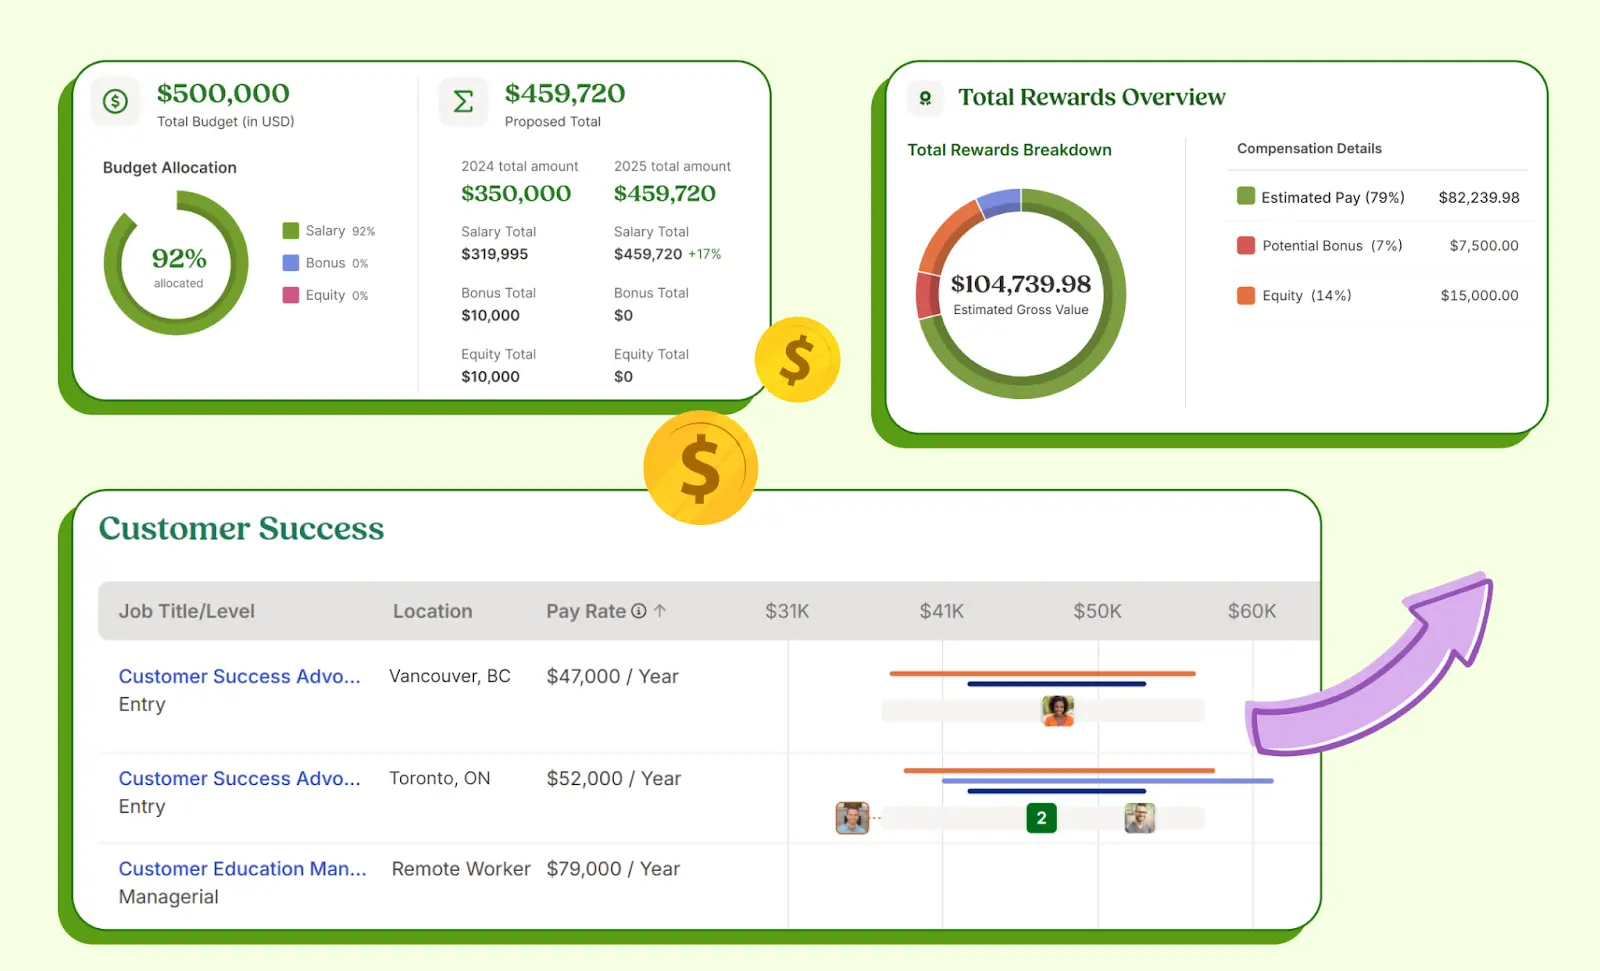 $500,000
Total Budget (in USD)
Budget Allocation
92%
allocated
Salary 92%
Bonus 0%
Equity 0%
$459,720
Proposed Total
2024 total amount
$350,000
2025 total amount
$459,720
Salary Total
$319,995
Salary Total
$459,720 +17%
Bonus Total
$10,000
Bonus Total
$0
Equity Total
$10,000
Equity Total
$0
$
$
Total Rewards Overview
Total Rewards Breakdown
$104,739.98
Estimated Gross Value
Compensation Details
Estimated Pay (79%) $82,239.98
Potential Bonus (7%) $7,500.00
Equity (14%) $15,000.00
Customer Success
Job Title/Level Location Pay Rate $31K $41K $50K $60K
Customer Success Advo... Vancouver, BC $47,000 / Year
Entry
Customer Success Advo... Toronto, ON $52,000 / Year
Entry
2
Customer Education Man... Remote Worker $79,000 / Year
Managerial